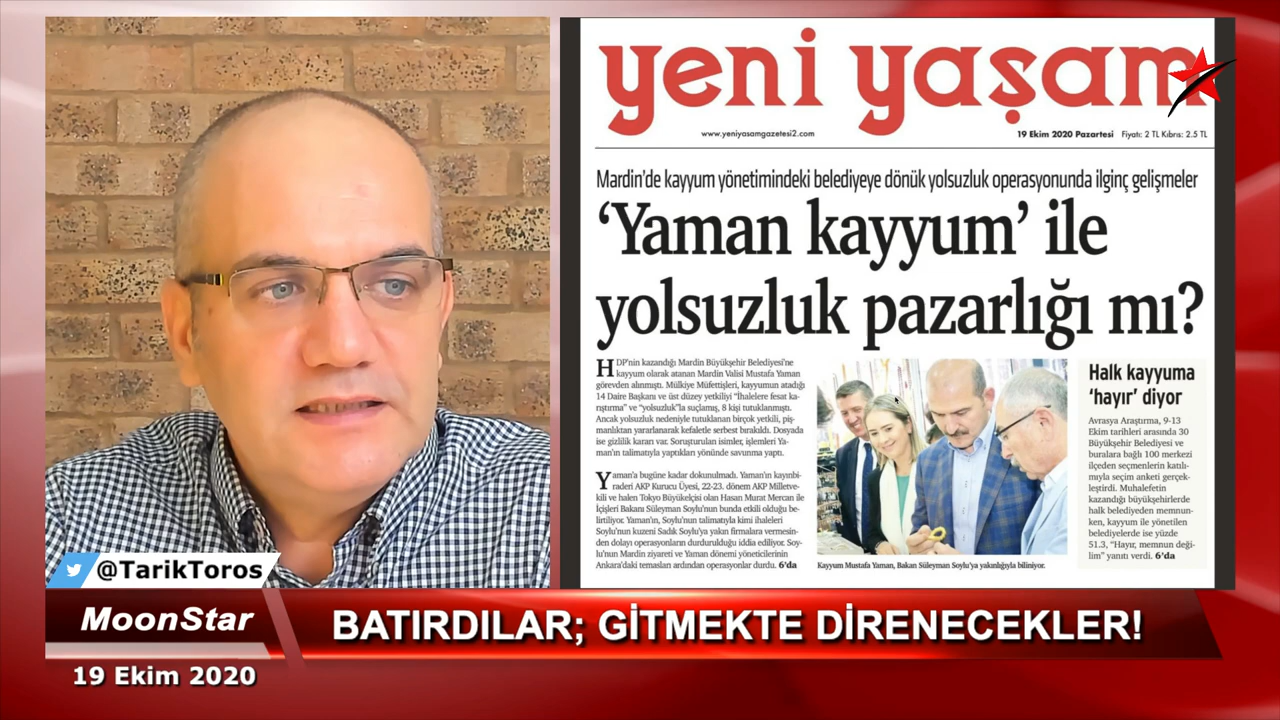 yeni yaşam
www.yeniyasamgazetesi2.com
19 Ekim 2020 Pazartesi Fiyatı: 2 TL Kıbrıs: 2.5 TL
Mardin'de kayyum yönetimindeki belediyeye dönük yolsuzluk operasyonunda ilginç gelişmeler
‘Yaman kayyum’ ile
yolsuzluk pazarlığı mı?
HDP'nin kazandığı Mardin Büyükşehir Belediyesi'ne
kayyum olarak atanan Mardin Valisi Mustafa Yaman
görevden alınmıştı. Mülkiye Müfettişleri, kayyumun atadığı
14 Daire Başkanı ve üst düzey yetkiliyi “İhalelere fesat ka-
rıştırma” ve “yolsuzluk”la suçlamış, 8 kişi tutuklanmıştı.
Ancak yolsuzluk nedeniyle tutuklanan birçok yetkili, piş-
manlıktan yararlanarak kefaletle serbest bırakıldı. Dosyada
ise gizlilik kararı var. Soruşturulan isimler, işlemleri Ya-
man'ın talimatıyla yaptıkları yönünde savunma yaptı.
Yaman'a bugüne kadar dokunulmadı. Yaman'ın kayınbi-
raderi AKP Kurucu Üyesi, 22-23. dönem AKP Milletve-
kili ve halen Tokyo Büyükelçisi olan Hasan Murat Mercan ile
İçişleri Bakanı Süleyman Soylu'nun bunda etkili olduğu be-
lirtiliyor. Yaman'ın, Soylu'nun talimatıyla kimi ihaleleri
Soylu'nun kuzeni Sadık Soylu'ya yakın firmalara vermesin-
den dolayı operasyonların durdurulduğu iddia ediliyor. Soy-
lu'nun Mardin ziyareti ve Yaman dönemi yöneticilerinin
Ankara'daki temasları ardından operasyonlar durdu. 6'da
Kayyum Mustafa Yaman, Bakan Süleyman Soylu'ya yakınlığıyla biliniyor.
Halk kayyuma
‘hayır’ diyor
Avrasya Araştırma, 9-13
Ekim tarihleri arasında 30
Büyükşehir Belediyesi ve
buralara bağlı 100 merkezi
ilçeden seçmenlerin katılı-
mıyla seçim anketi gerçek-
leştirdi. Muhalefetin
kazandığı büyükşehirlerde
halk belediyeden memnun-
ken, kayyum ile yönetilen
belediyelerde ise yüzde
51.3, “Hayır, memnun deği-
lim” yanıtı verdi. 6'da
@TarikToros
MoonStar
BATIRDILAR; GİTMEKTE DİRENECEKLER!
19 Ekim 2020